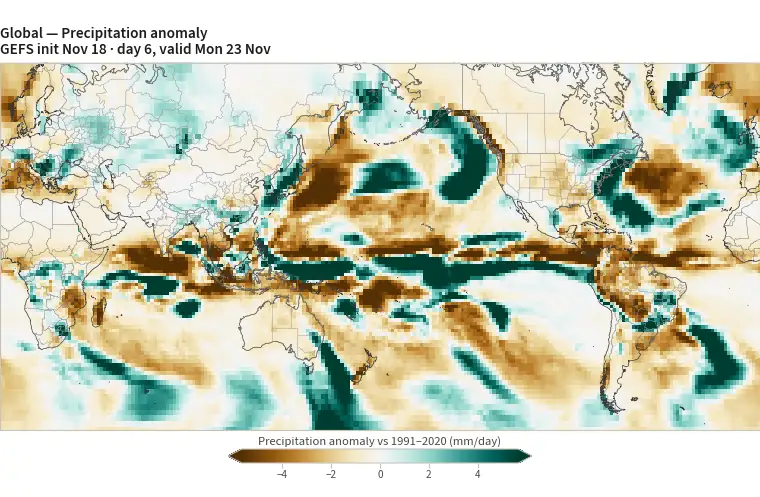 Global — Precipitation anomaly
GEFS init Nov 18 · day 6, valid Mon 23 Nov
Precipitation anomaly vs 1991–2020 (mm/day)
−4 −2 0 2 4